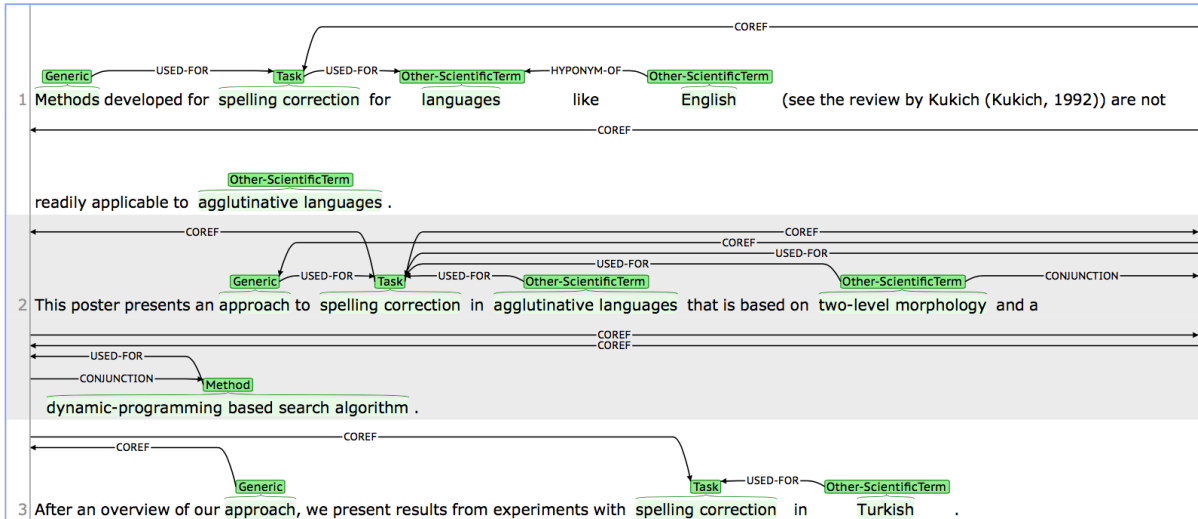 COREF
Generic USED-FOR Task USED-FOR Other-ScientificTerm HYPONYM-OF Other-ScientificTerm
1 Methods developed for spelling correction for languages like English (see the review by Kukich (Kukich, 1992)) are not
COREF
Other-ScientificTerm
readily applicable to agglutinative languages .
COREF COREF
COREF
USED-FOR
USED-FOR
Generic USED-FOR Task USED-FOR Other-ScientificTerm Other-ScientificTerm CONJUNCTION
2 This poster presents an approach to spelling correction in agglutinative languages that is based on two-level morphology and a
COREF
COREF
USED-FOR
CONJUNCTION Method
dynamic-programming based search algorithm .
COREF
COREF
Generic Task USED-FOR Other-ScientificTerm
3 After an overview of our approach, we present results from experiments with spelling correction in Turkish .